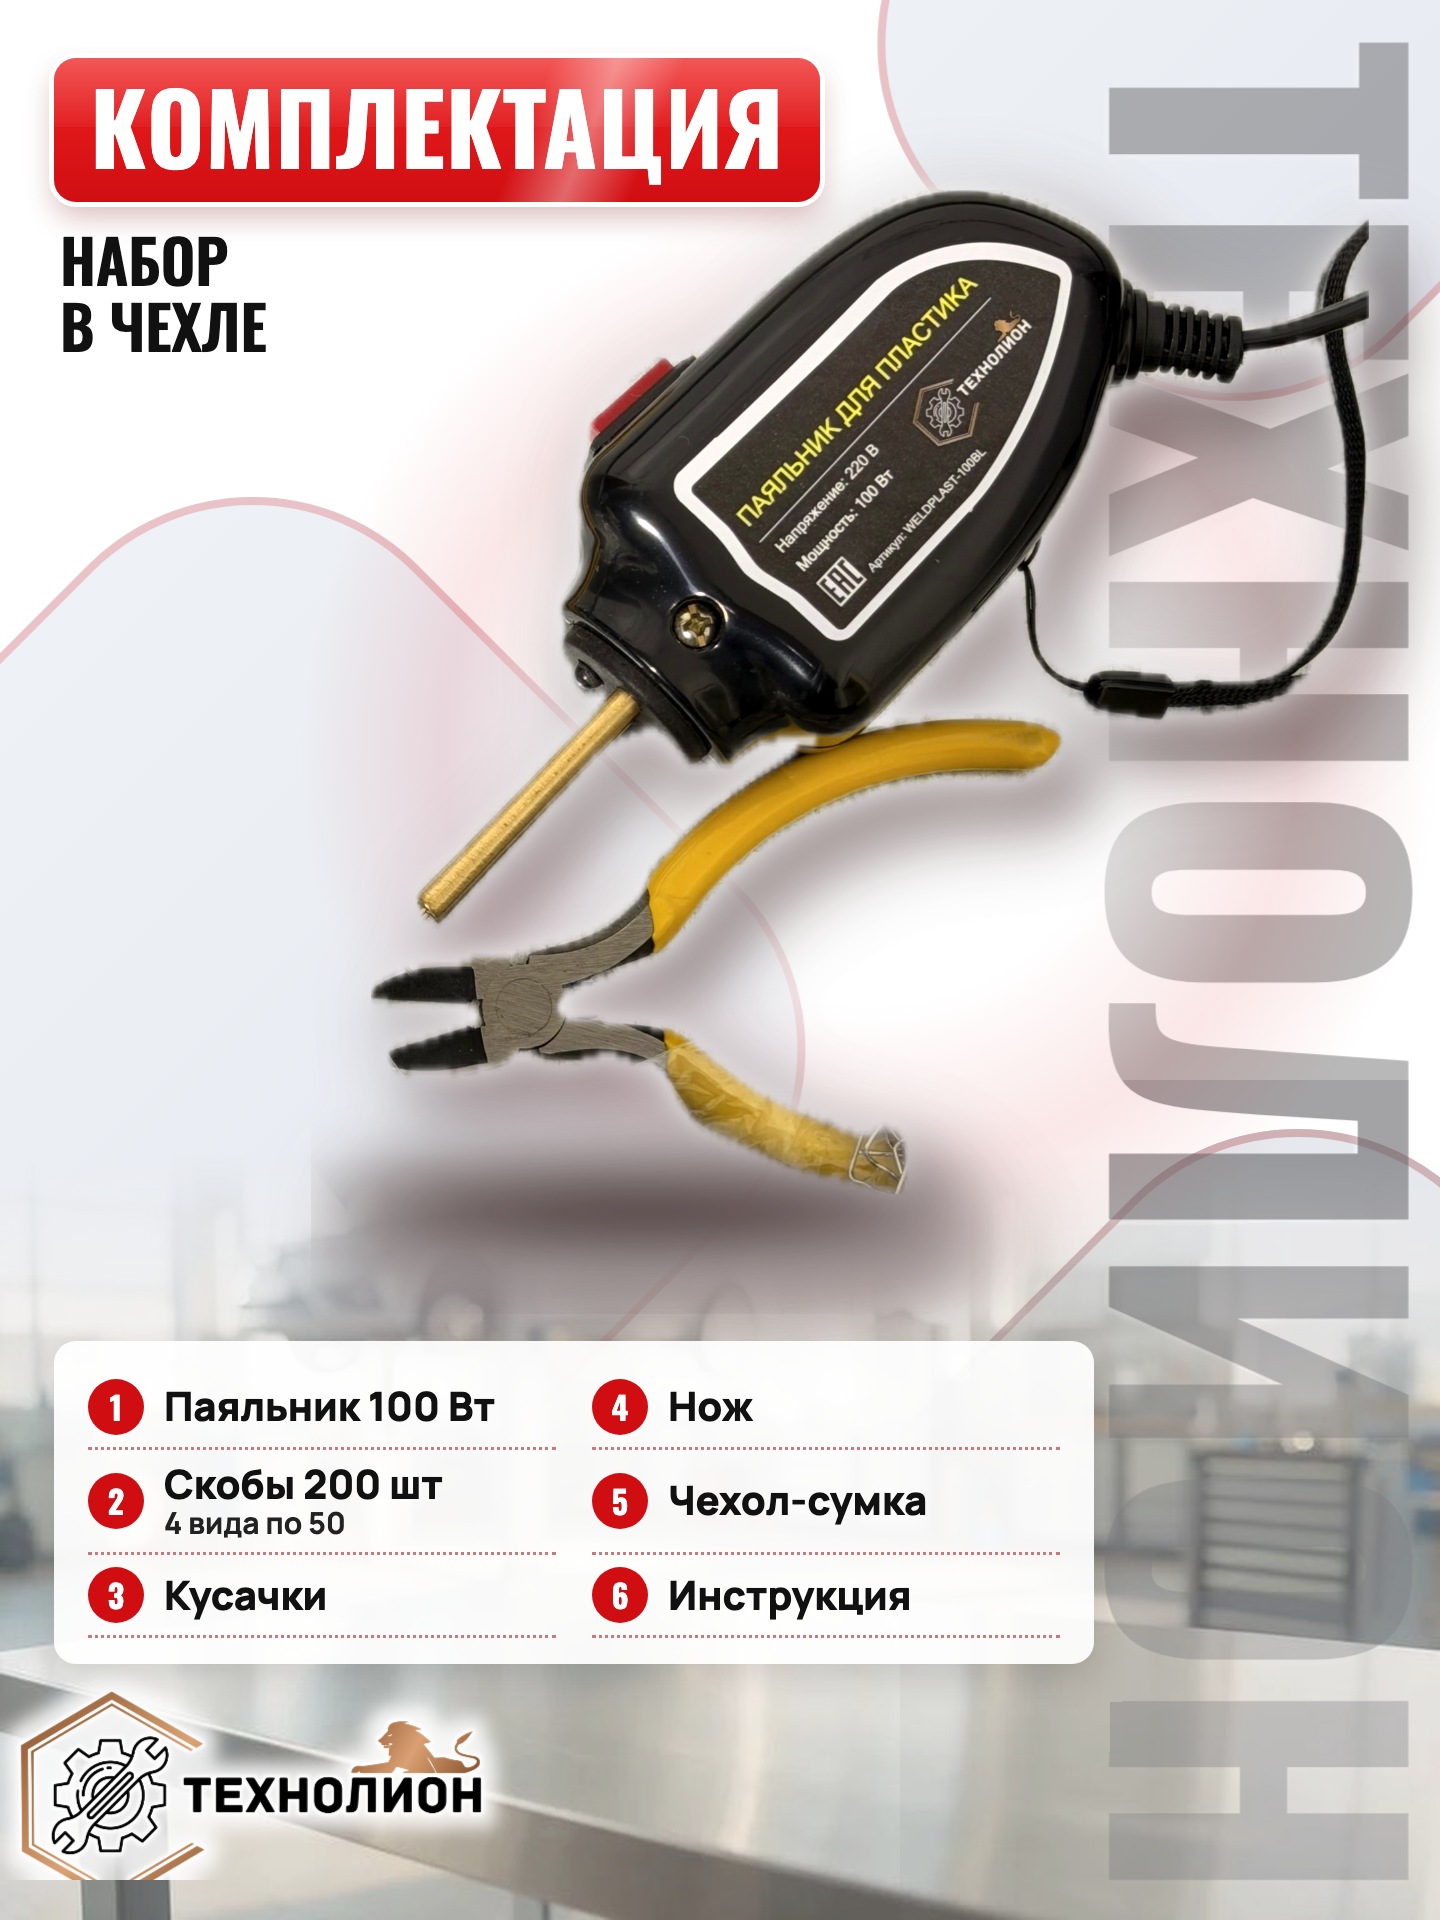 КОМПЛЕКТАЦИЯ
НАБОР
В ЧЕХЛЕ
ПАЯЛЬНИК ДЛЯ ПЛАСТИКА
Напряжение: 220 В
Мощность: 100 Вт
EAC
Артикул: WELDPLAST-100BL
ТЕХНОЛИОН
ТЕХНОЛИОН
1 Паяльник 100 Вт
2 Скобы 200 шт
4 вида по 50
3 Кусачки
4 Нож
5 Чехол-сумка
6 Инструкция
ТЕХНОЛИОН